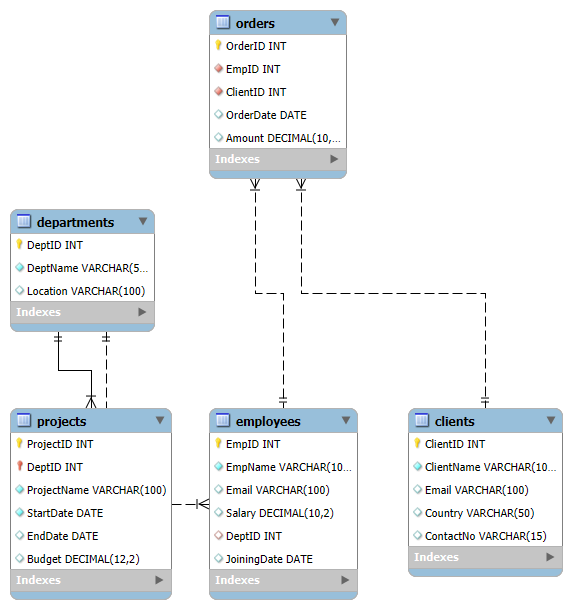 orders
OrderID INT
EmpID INT
ClientID INT
OrderDate DATE
Amount DECIMAL(10,...
Indexes
departments
DeptID INT
DeptName VARCHAR(5...
Location VARCHAR(100)
Indexes
projects
ProjectID INT
DeptID INT
ProjectName VARCHAR(100)
StartDate DATE
EndDate DATE
Budget DECIMAL(12,2)
Indexes
employees
EmpID INT
EmpName VARCHAR(10...
Email VARCHAR(100)
Salary DECIMAL(10,2)
DeptID INT
JoiningDate DATE
Indexes
clients
ClientID INT
ClientName VARCHAR(10...
Email VARCHAR(100)
Country VARCHAR(50)
ContactNo VARCHAR(15)
Indexes